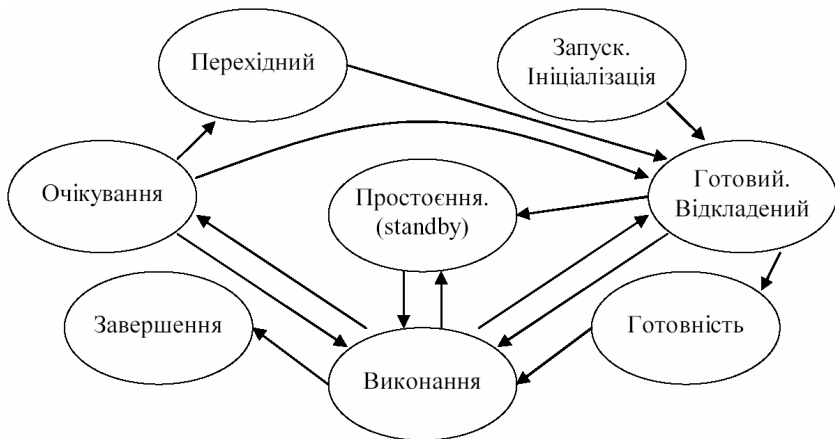 Перехідний
Запуск.
Ініціалізація
Очікування
Простоєння.
(standby)
Готовий.
Відкладений
Завершення
Виконання
Готовність